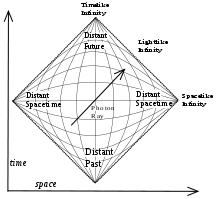 Timelike
Infinity
Distant
Future
Lightlike
Infinity
Distant
Spacetime
Distant
Spacetime
Spacelike
Infinity
Photon
Ray
Distant
Past
time
space